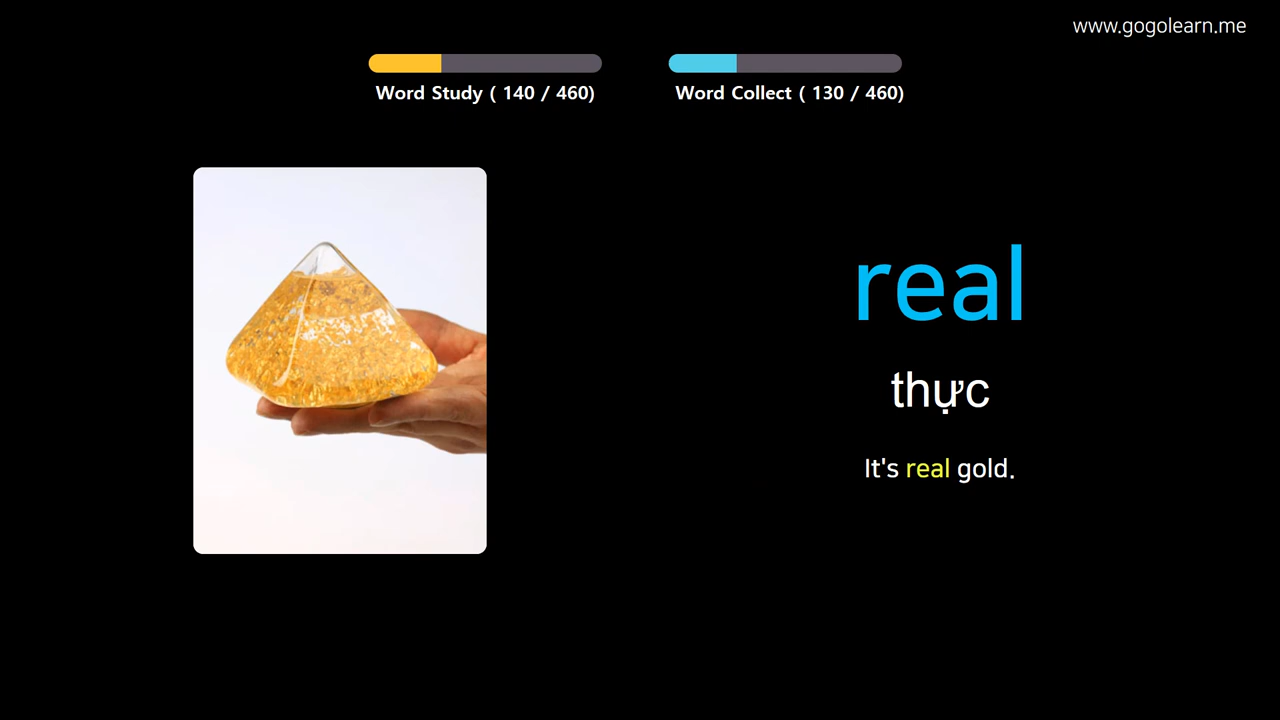 www.gogolearn.me
Word Study ( 140 / 460)
Word Collect ( 130 / 460)
real
thực
It's real gold.